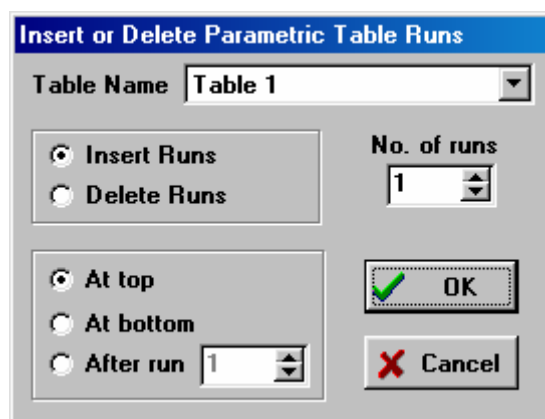 Insert or Delete Parametric Table Runs
Table Name Table 1
Insert Runs
Delete Runs
No. of runs
1
At top
At bottom
After run 1
OK
Cancel